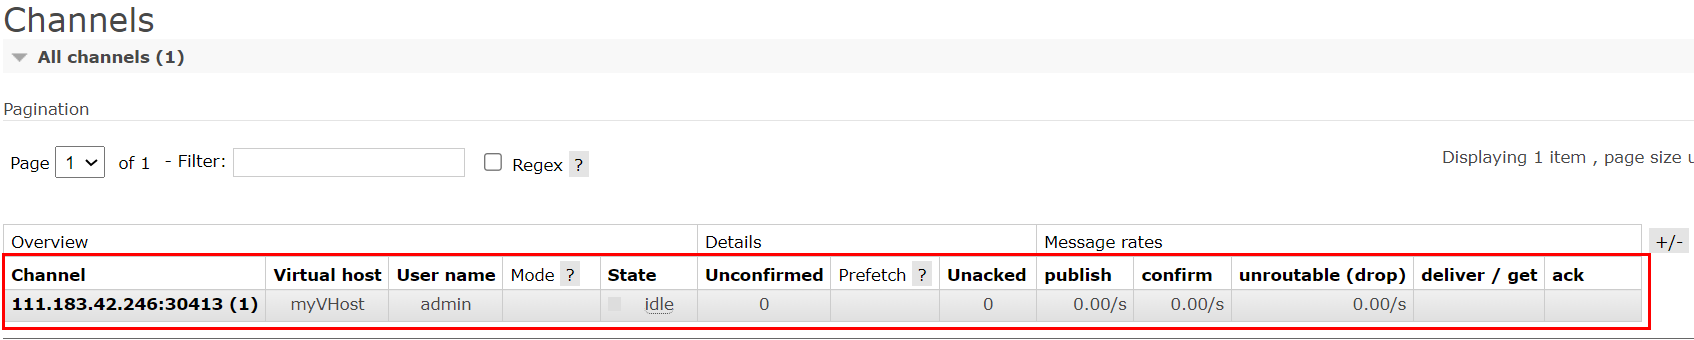 Channels
All channels (1)
Pagination
Page 1 of 1 - Filter: Regex ? Displaying 1 item , page size u
Overview Details Message rates +/-
Channel Virtual host User name Mode ? State Unconfirmed Prefetch ? Unacked publish confirm unroutable (drop) deliver / get ack
111.183.42.246:30413 (1) myVHost admin idle 0 0 0.00/s 0.00/s 0.00/s